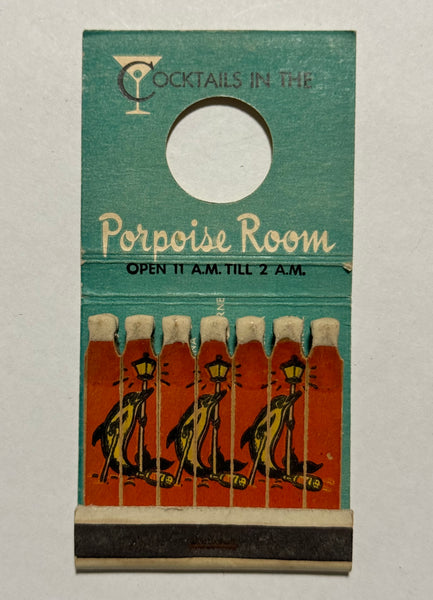 COCKTAILS IN THE
Porpoise Room
OPEN 11 A.M. TILL 2 A.M.